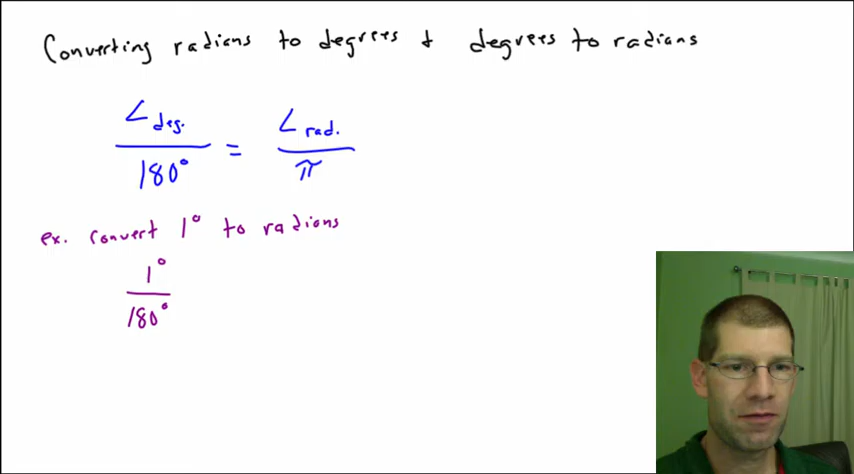 Converting radians to degrees + degrees to radians
∠deg. / 180° = ∠rad. / π
ex. convert 1° to radians
1° / 180°